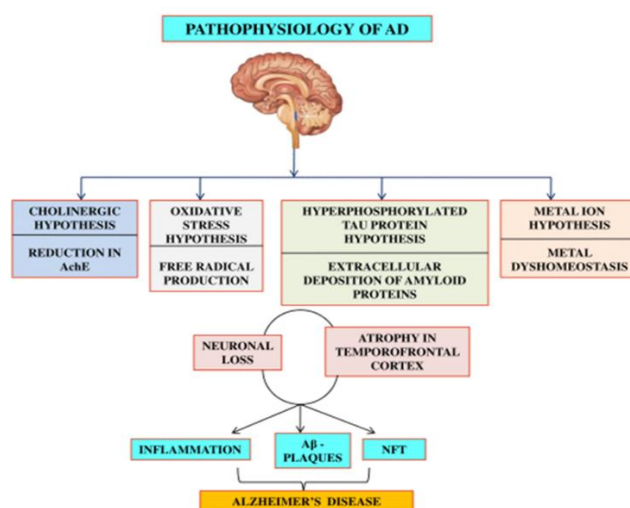 PATHOPHYSIOLOGY OF AD
CHOLINERGIC
HYPOTHESIS
REDUCTION IN
AchE
OXIDATIVE
STRESS
HYPOTHESIS
FREE RADICAL
PRODUCTION
HYPERPHOSPHORYLATED
TAU PROTEIN
HYPOTHESIS
EXTRACELLULAR
DEPOSITION OF AMYLOID
PROTEINS
METAL ION
HYPOTHESIS
METAL
DYSHOMEOSTASIS
NEURONAL
LOSS
ATROPHY IN
TEMPOROFRONTAL
CORTEX
INFLAMMATION
Aβ -
PLAQUES
NFT
ALZHEIMER'S DISEASE